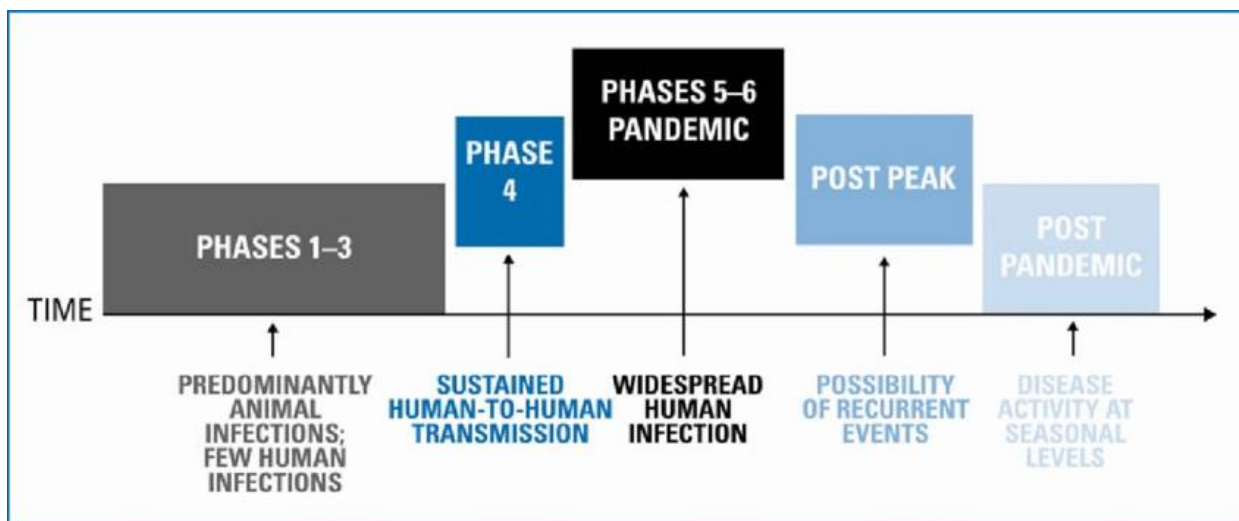 PHASES 5–6
PANDEMIC
PHASE
4
POST PEAK
PHASES 1–3
POST
PANDEMIC
TIME
PREDOMINANTLY
ANIMAL
INFECTIONS;
FEW HUMAN
INFECTIONS
SUSTAINED
HUMAN-TO-HUMAN
TRANSMISSION
WIDESPREAD
HUMAN
INFECTION
POSSIBILITY
OF RECURRENT
EVENTS
DISEASE
ACTIVITY AT
SEASONAL
LEVELS